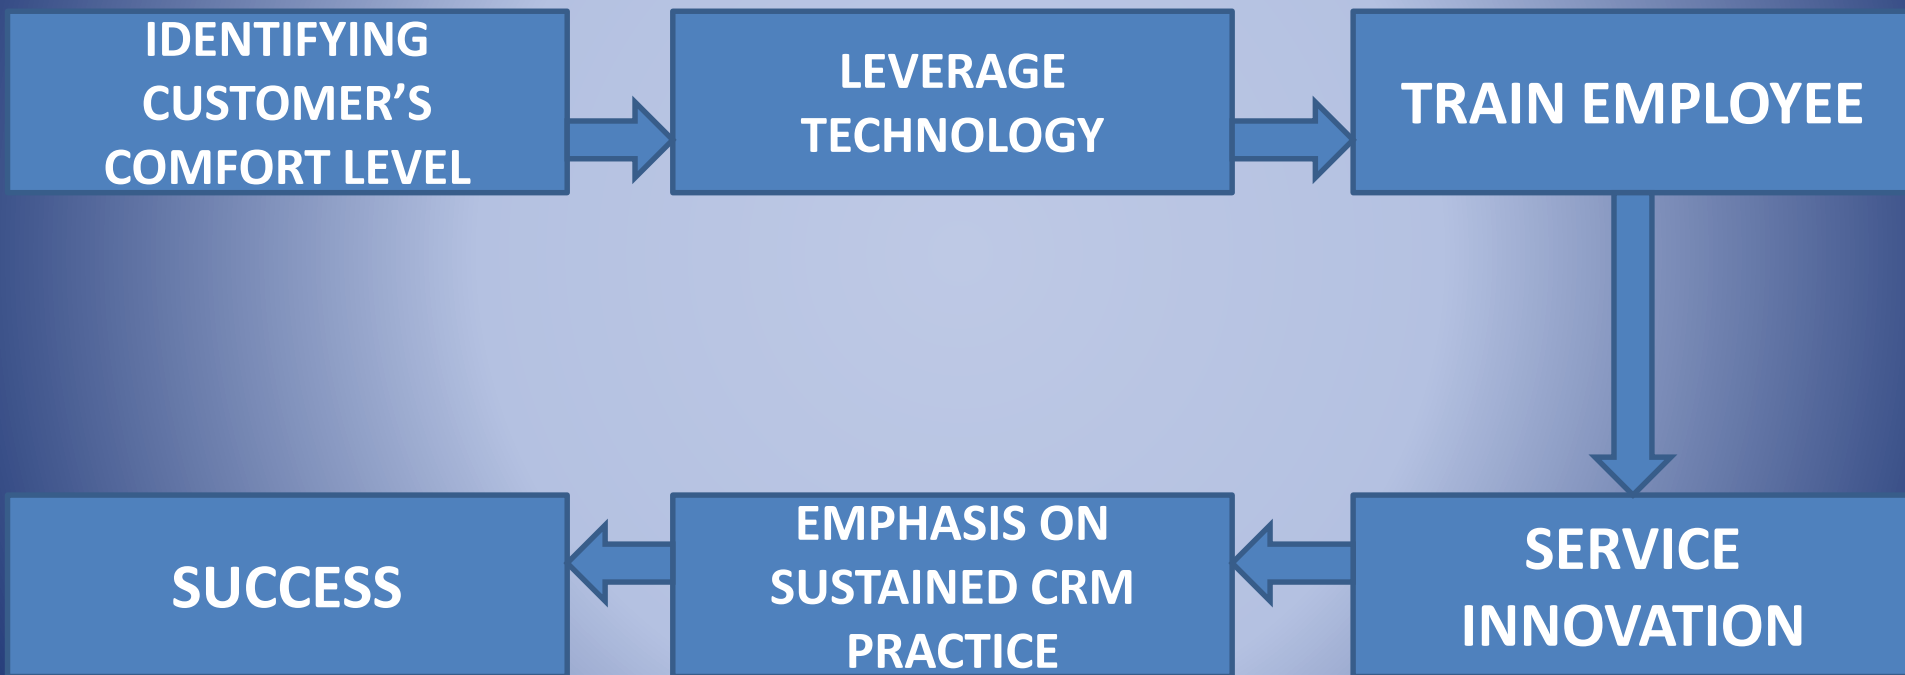 IDENTIFYING
CUSTOMER’S
COMFORT LEVEL
LEVERAGE
TECHNOLOGY
TRAIN EMPLOYEE
SERVICE
INNOVATION
EMPHASIS ON
SUSTAINED CRM
PRACTICE
SUCCESS